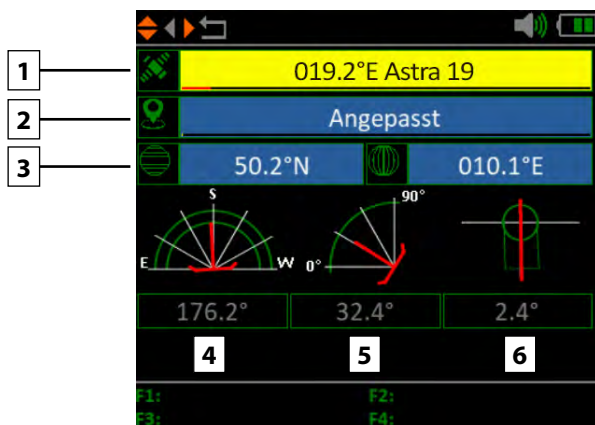 1 019.2°E Astra 19
2 Angepasst
3 50.2°N 010.1°E
S 90°
E W 0°
176.2° 32.4° 2.4°
4 5 6
F1: F2:
F3: F4: